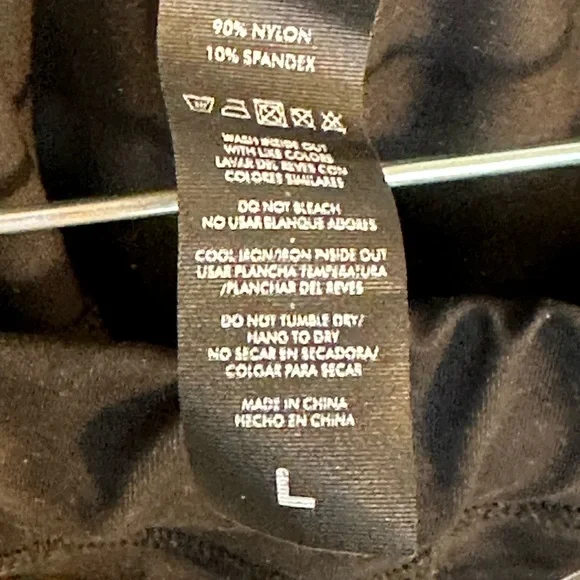 90% NYLON
10% SPANDEX
WASH INSIDE OUT
WITH LIKE COLORS
LAVAR DEL REVES CON
COLORES SIMILARES
DO NOT BLEACH
NO USAR BLANQUEADORES
COOL IRON/IRON INSIDE OUT
USAR PLANCHA TEMPERATURA
/PLANCHAR DEL REVES
DO NOT TUMBLE DRY/
HANG TO DRY
NO SECAR EN SECADORA/
COLGAR PARA SECAR
MADE IN CHINA
HECHO EN CHINA
L